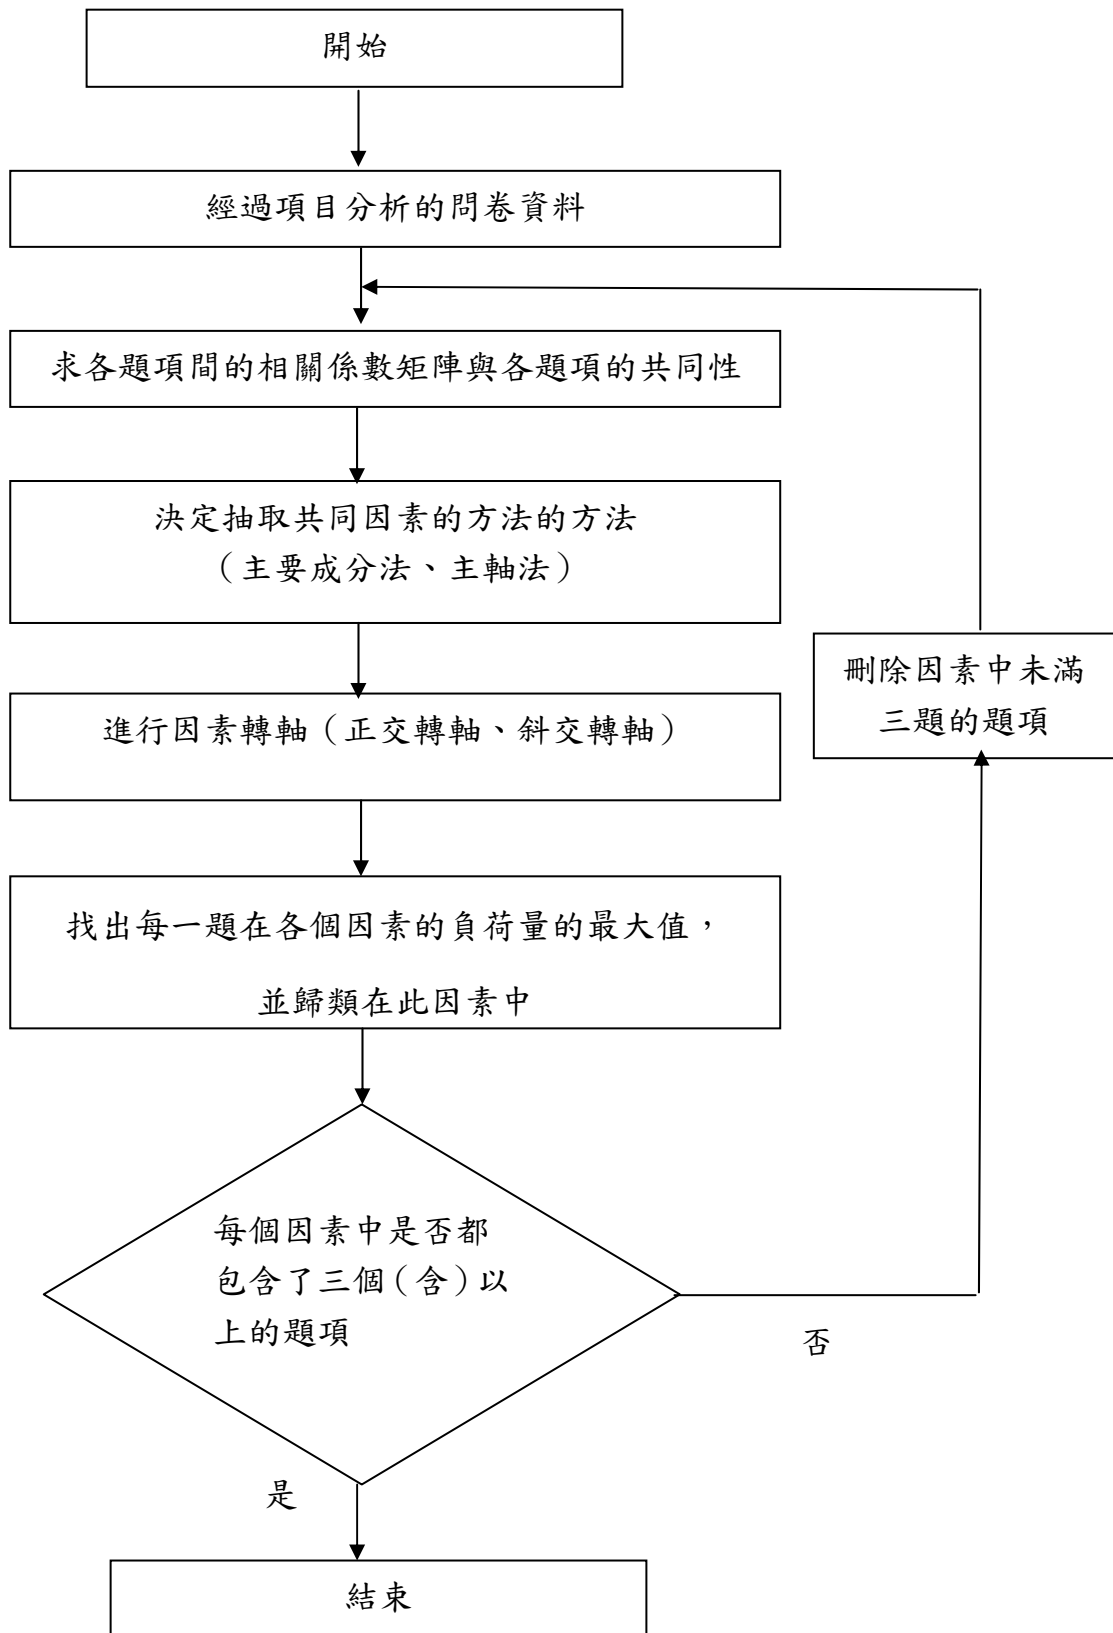 開始
經過項目分析的問卷資料
求各題項間的相關係數矩陣與各題項的共同性
決定抽取共同因素的方法的方法
（主要成分法、主軸法）
刪除因素中未滿
三題的題項
進行因素轉軸（正交轉軸、斜交轉軸）
找出每一題在各個因素的負荷量的最大值，
並歸類在此因素中
每個因素中是否都
包含了三個（含）以
上的題項
否
是
結束